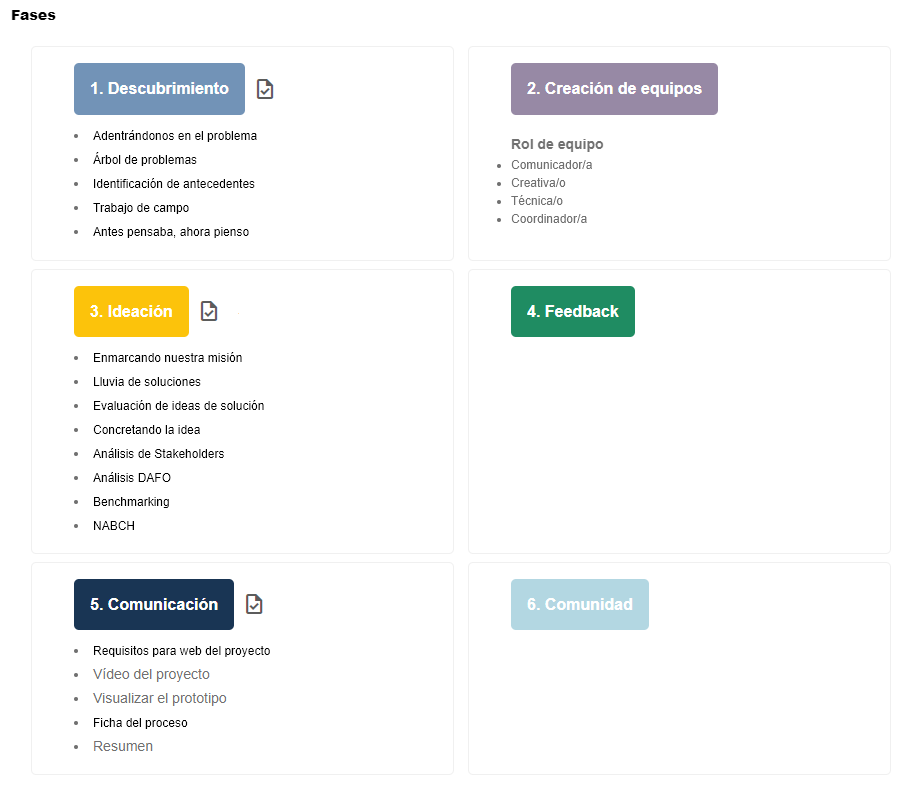 Fases
1. Descubrimiento
Adentrándonos en el problema
Árbol de problemas
Identificación de antecedentes
Trabajo de campo
Antes pensaba, ahora pienso
2. Creación de equipos
Rol de equipo
Comunicador/a
Creativa/o
Técnica/o
Coordinador/a
3. Ideación
Enmarcando nuestra misión
Lluvia de soluciones
Evaluación de ideas de solución
Concretando la idea
Análisis de Stakeholders
Análisis DAFO
Benchmarking
NABCH
4. Feedback
5. Comunicación
Requisitos para web del proyecto
Vídeo del proyecto
Visualizar el prototipo
Ficha del proceso
Resumen
6. Comunidad